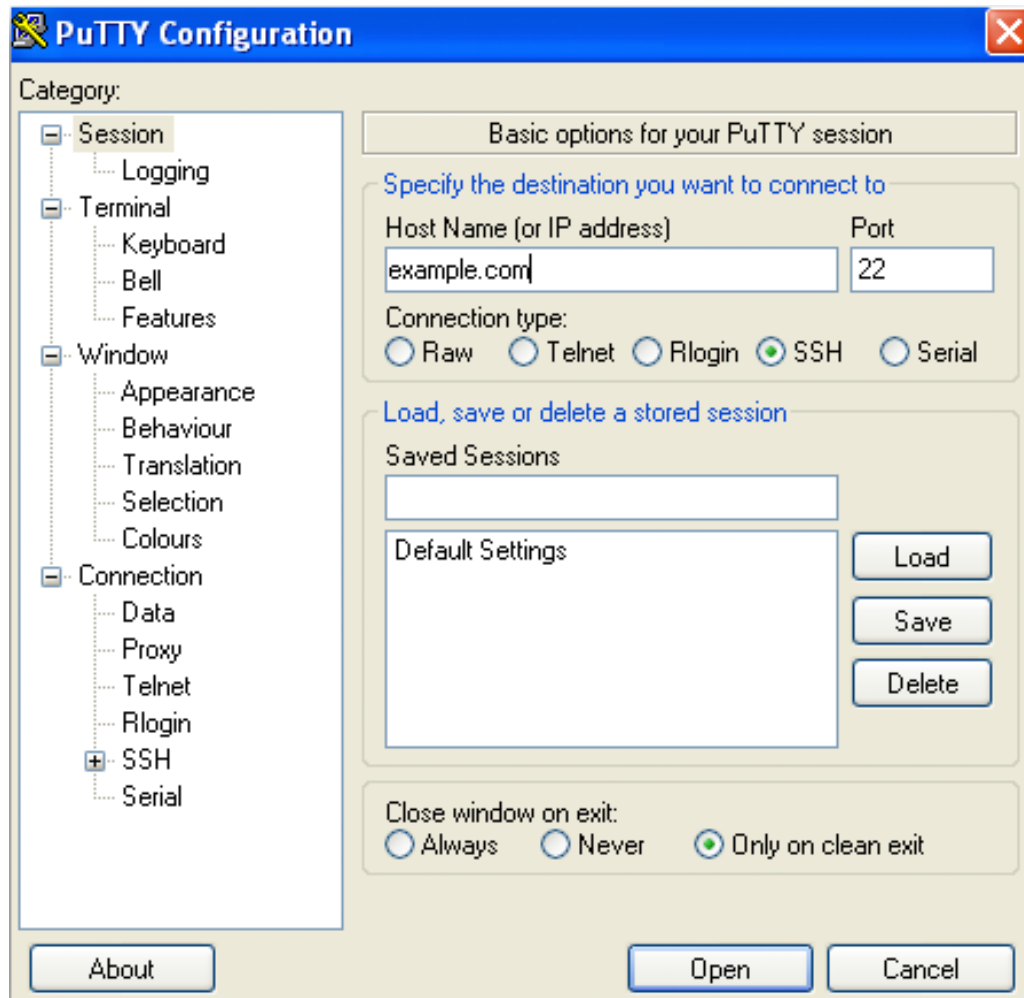 PuTTY Configuration
Category:
Session
Logging
Terminal
Keyboard
Bell
Features
Window
Appearance
Behaviour
Translation
Selection
Colours
Connection
Data
Proxy
Telnet
Rlogin
SSH
Serial
Basic options for your PuTTY session
Specify the destination you want to connect to
Host Name (or IP address) Port
example.com 22
Connection type:
Raw Telnet Rlogin SSH Serial
Load, save or delete a stored session
Saved Sessions
Default Settings
Load
Save
Delete
Close window on exit:
Always Never Only on clean exit
About Open Cancel